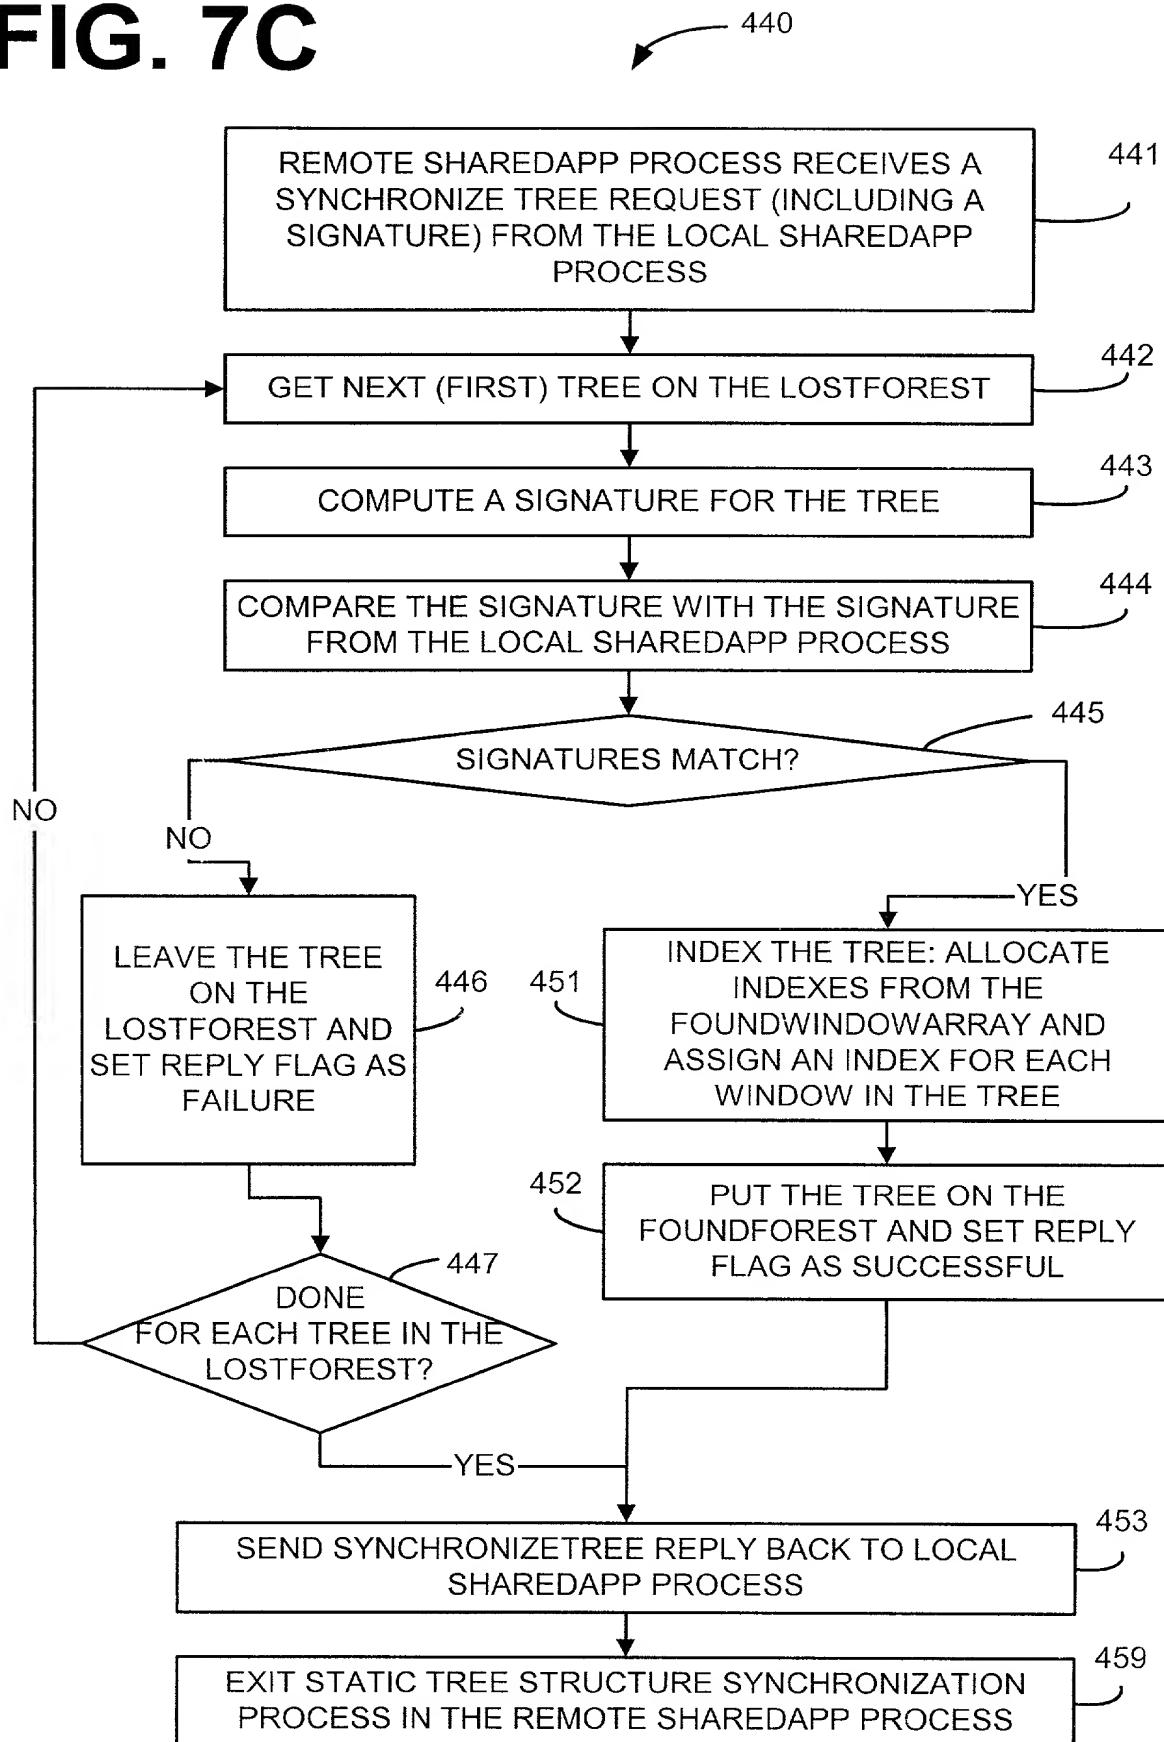 FIG. 7C
440
REMOTE SHAREDAPP PROCESS RECEIVES A
SYNCHRONIZE TREE REQUEST (INCLUDING A
SIGNATURE) FROM THE LOCAL SHAREDAPP
PROCESS
441
GET NEXT (FIRST) TREE ON THE LOSTFOREST
442
COMPUTE A SIGNATURE FOR THE TREE
443
COMPARE THE SIGNATURE WITH THE SIGNATURE
FROM THE LOCAL SHAREDAPP PROCESS
444
SIGNATURES MATCH?
445
NO
NO
YES
LEAVE THE TREE
ON THE
LOSTFOREST AND
SET REPLY FLAG AS
FAILURE
446
451
INDEX THE TREE: ALLOCATE
INDEXES FROM THE
FOUNDWINDOWARRAY AND
ASSIGN AN INDEX FOR EACH
WINDOW IN THE TREE
452
PUT THE TREE ON THE
FOUNDFOREST AND SET REPLY
FLAG AS SUCCESSFUL
447
DONE
FOR EACH TREE IN THE
LOSTFOREST?
YES
SEND SYNCHRONIZETREE REPLY BACK TO LOCAL
SHAREDAPP PROCESS
453
EXIT STATIC TREE STRUCTURE SYNCHRONIZATION
PROCESS IN THE REMOTE SHAREDAPP PROCESS
459